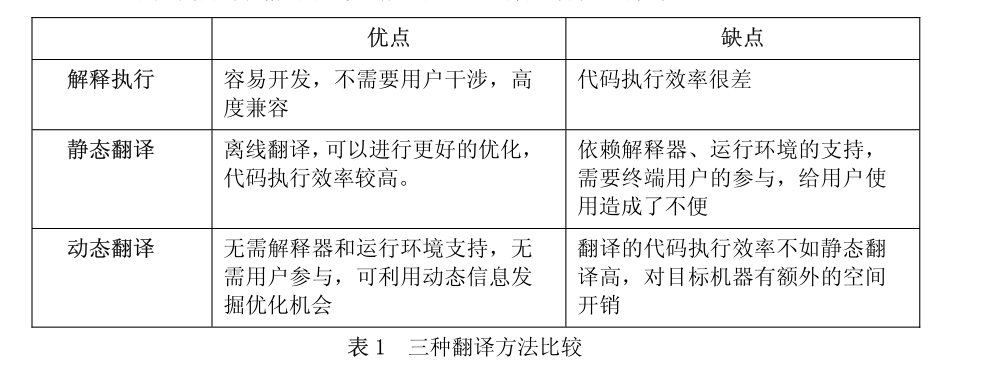 优点 缺点
解释执行 容易开发，不需要用户干涉，高 代码执行效率很差
度兼容
静态翻译 离线翻译，可以进行更好的优化， 依赖解释器、运行环境的支持，
代码执行效率较高。 需要终端用户的参与，给用户使
用造成了不便
动态翻译 无需解释器和运行环境支持，无 翻译的代码执行效率不如静态翻
需用户参与，可利用动态信息发 译高，对目标机器有额外的空间
掘优化机会 开销
表 1 三种翻译方法比较